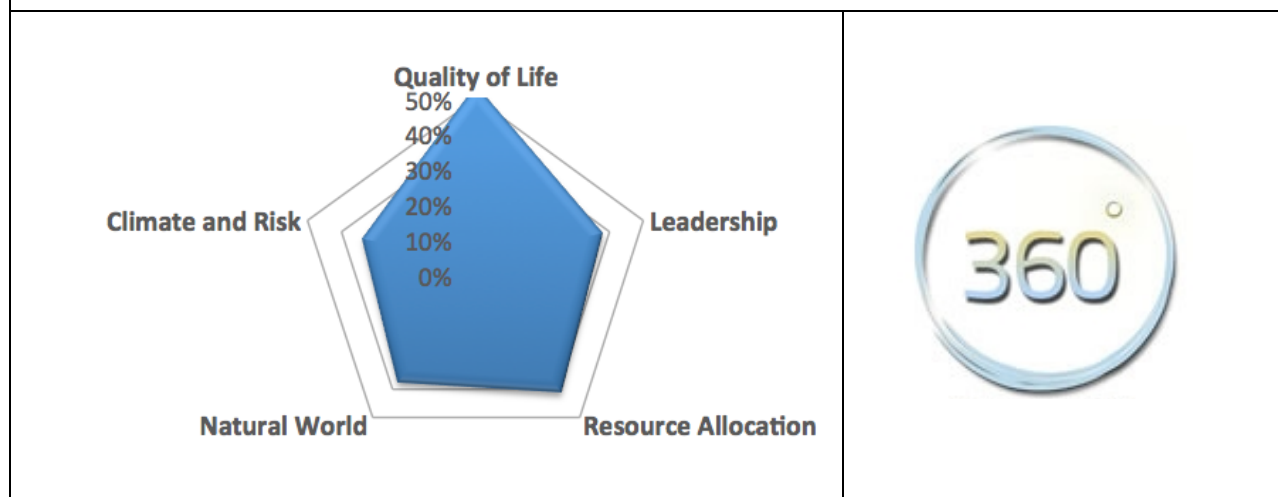 Quality of Life
50%
40%
30%
20%
10%
0%
Climate and Risk
Leadership
Natural World
Resource Allocation
360°